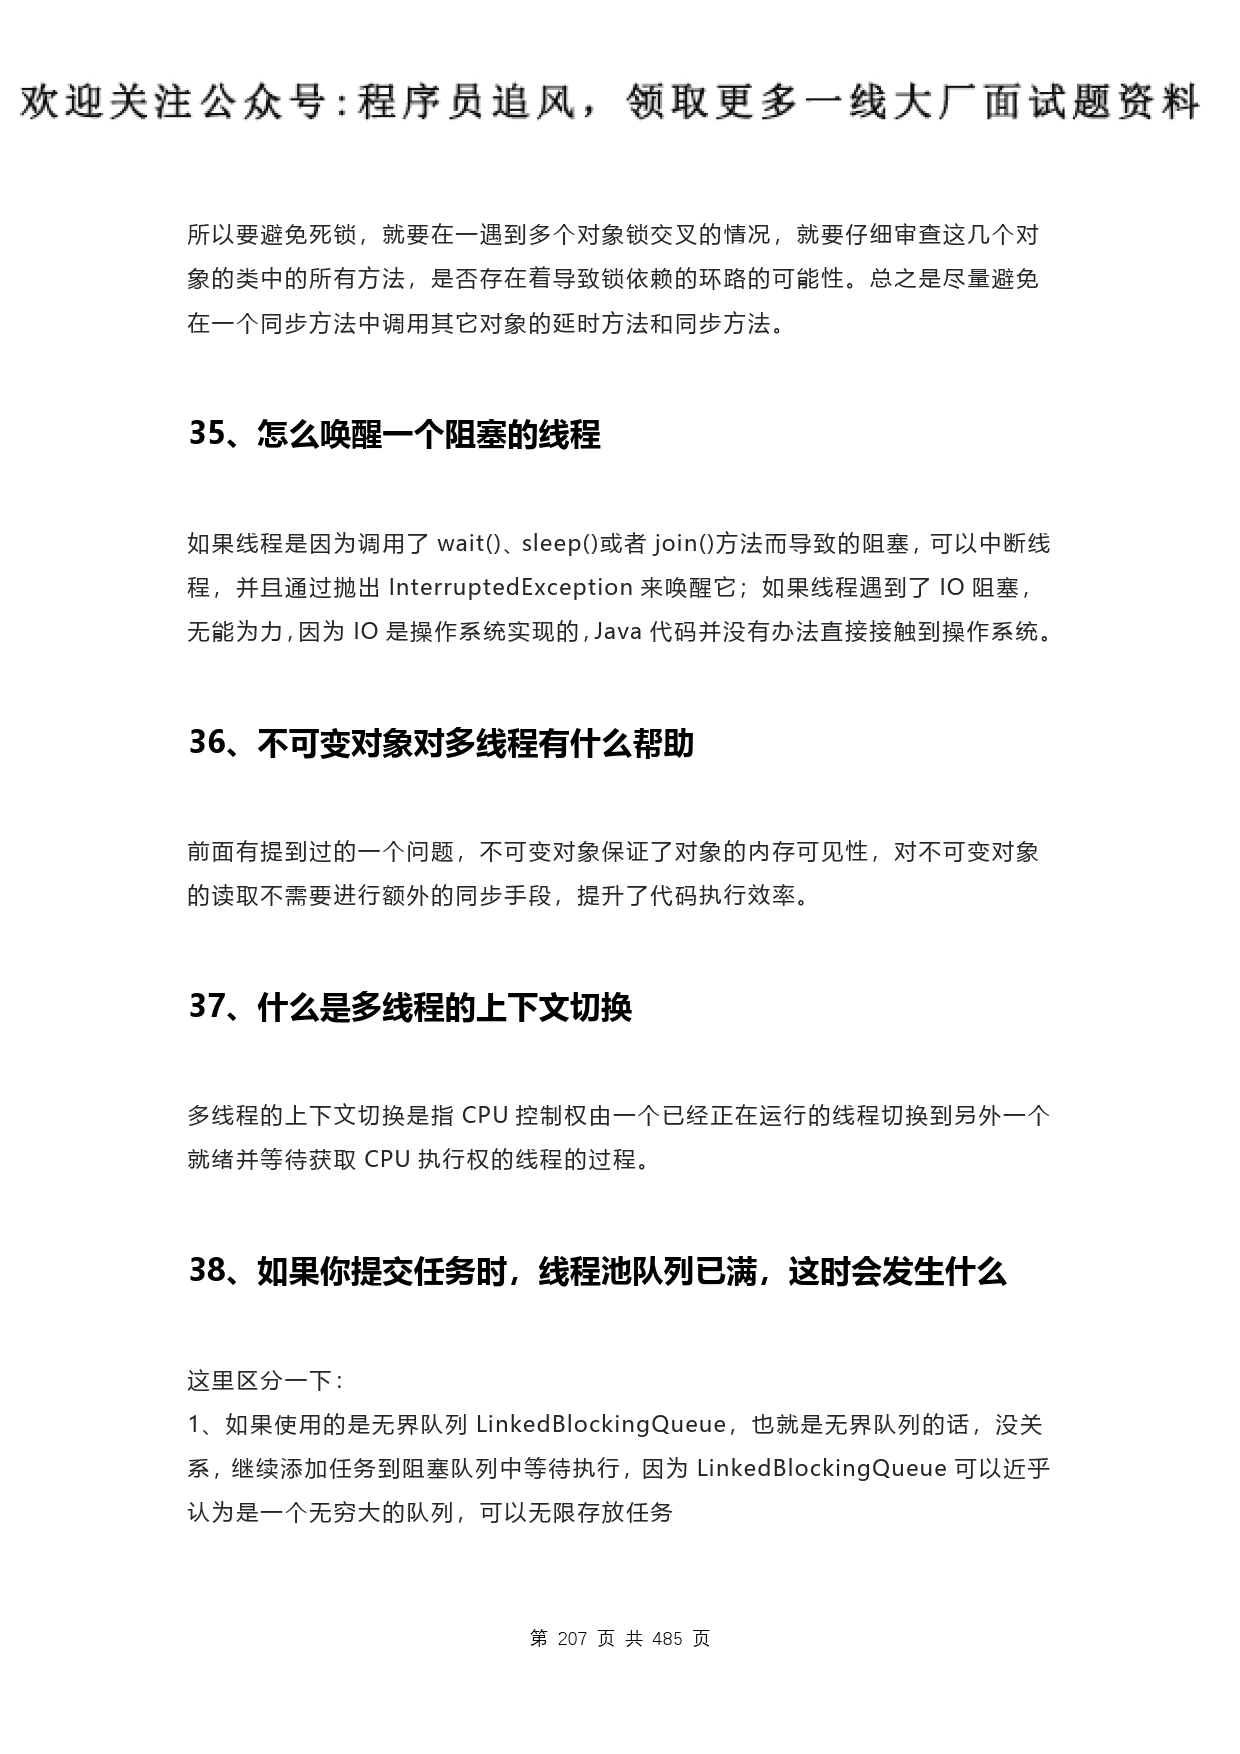 欢迎关注公众号:程序员追风，领取更多一线大厂面试题资料
所以要避免死锁，就要在一遇到多个对象锁交叉的情况，就要仔细审查这几个对
象的类中的所有方法，是否存在着导致锁依赖的环路的可能性。总之是尽量避免
在一个同步方法中调用其它对象的延时方法和同步方法。
35、怎么唤醒一个阻塞的线程
如果线程是因为调用了 wait()、sleep()或者 join()方法而导致的阻塞，可以中断线
程，并且通过抛出 InterruptedException 来唤醒它；如果线程遇到了 IO 阻塞，
无能为力，因为 IO 是操作系统实现的，Java 代码并没有办法直接接触到操作系统。
36、不可变对象对多线程有什么帮助
前面有提到过的一个问题，不可变对象保证了对象的内存可见性，对不可变对象
的读取不需要进行额外的同步手段，提升了代码执行效率。
37、什么是多线程的上下文切换
多线程的上下文切换是指 CPU 控制权由一个已经正在运行的线程切换到另外一个
就绪并等待获取 CPU 执行权的线程的过程。
38、如果你提交任务时，线程池队列已满，这时会发生什么
这里区分一下：
1、如果使用的是无界队列 LinkedBlockingQueue，也就是无界队列的话，没关
系，继续添加任务到阻塞队列中等待执行，因为 LinkedBlockingQueue 可以近乎
认为是一个无穷大的队列，可以无限存放任务
第 207 页 共 485 页